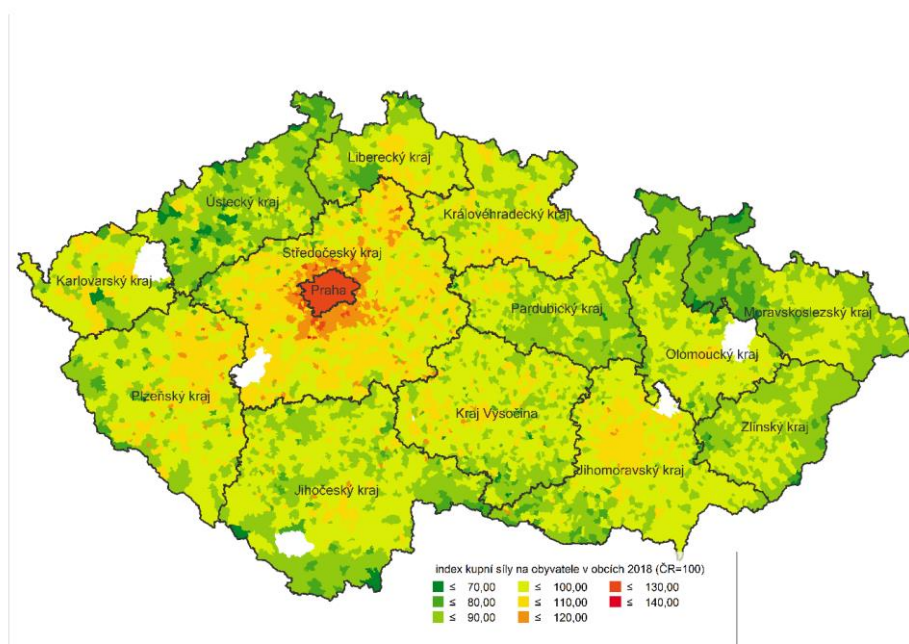 Liberecký kraj
Ústecký kraj
Královéhradecký kraj
Středočeský kraj
Karlovarský kraj
Praha
Pardubický kraj
Moravskoslezský kraj
Olomoucký kraj
Plzeňský kraj
Kraj Vysočina
Zlínský kraj
Jihomoravský kraj
Jihočeský kraj
index kupní síly na obyvatele v obcích 2018 (ČR=100)
≤ 70,00 ≤ 100,00 ≤ 130,00
≤ 80,00 ≤ 110,00 ≤ 140,00
≤ 90,00 ≤ 120,00